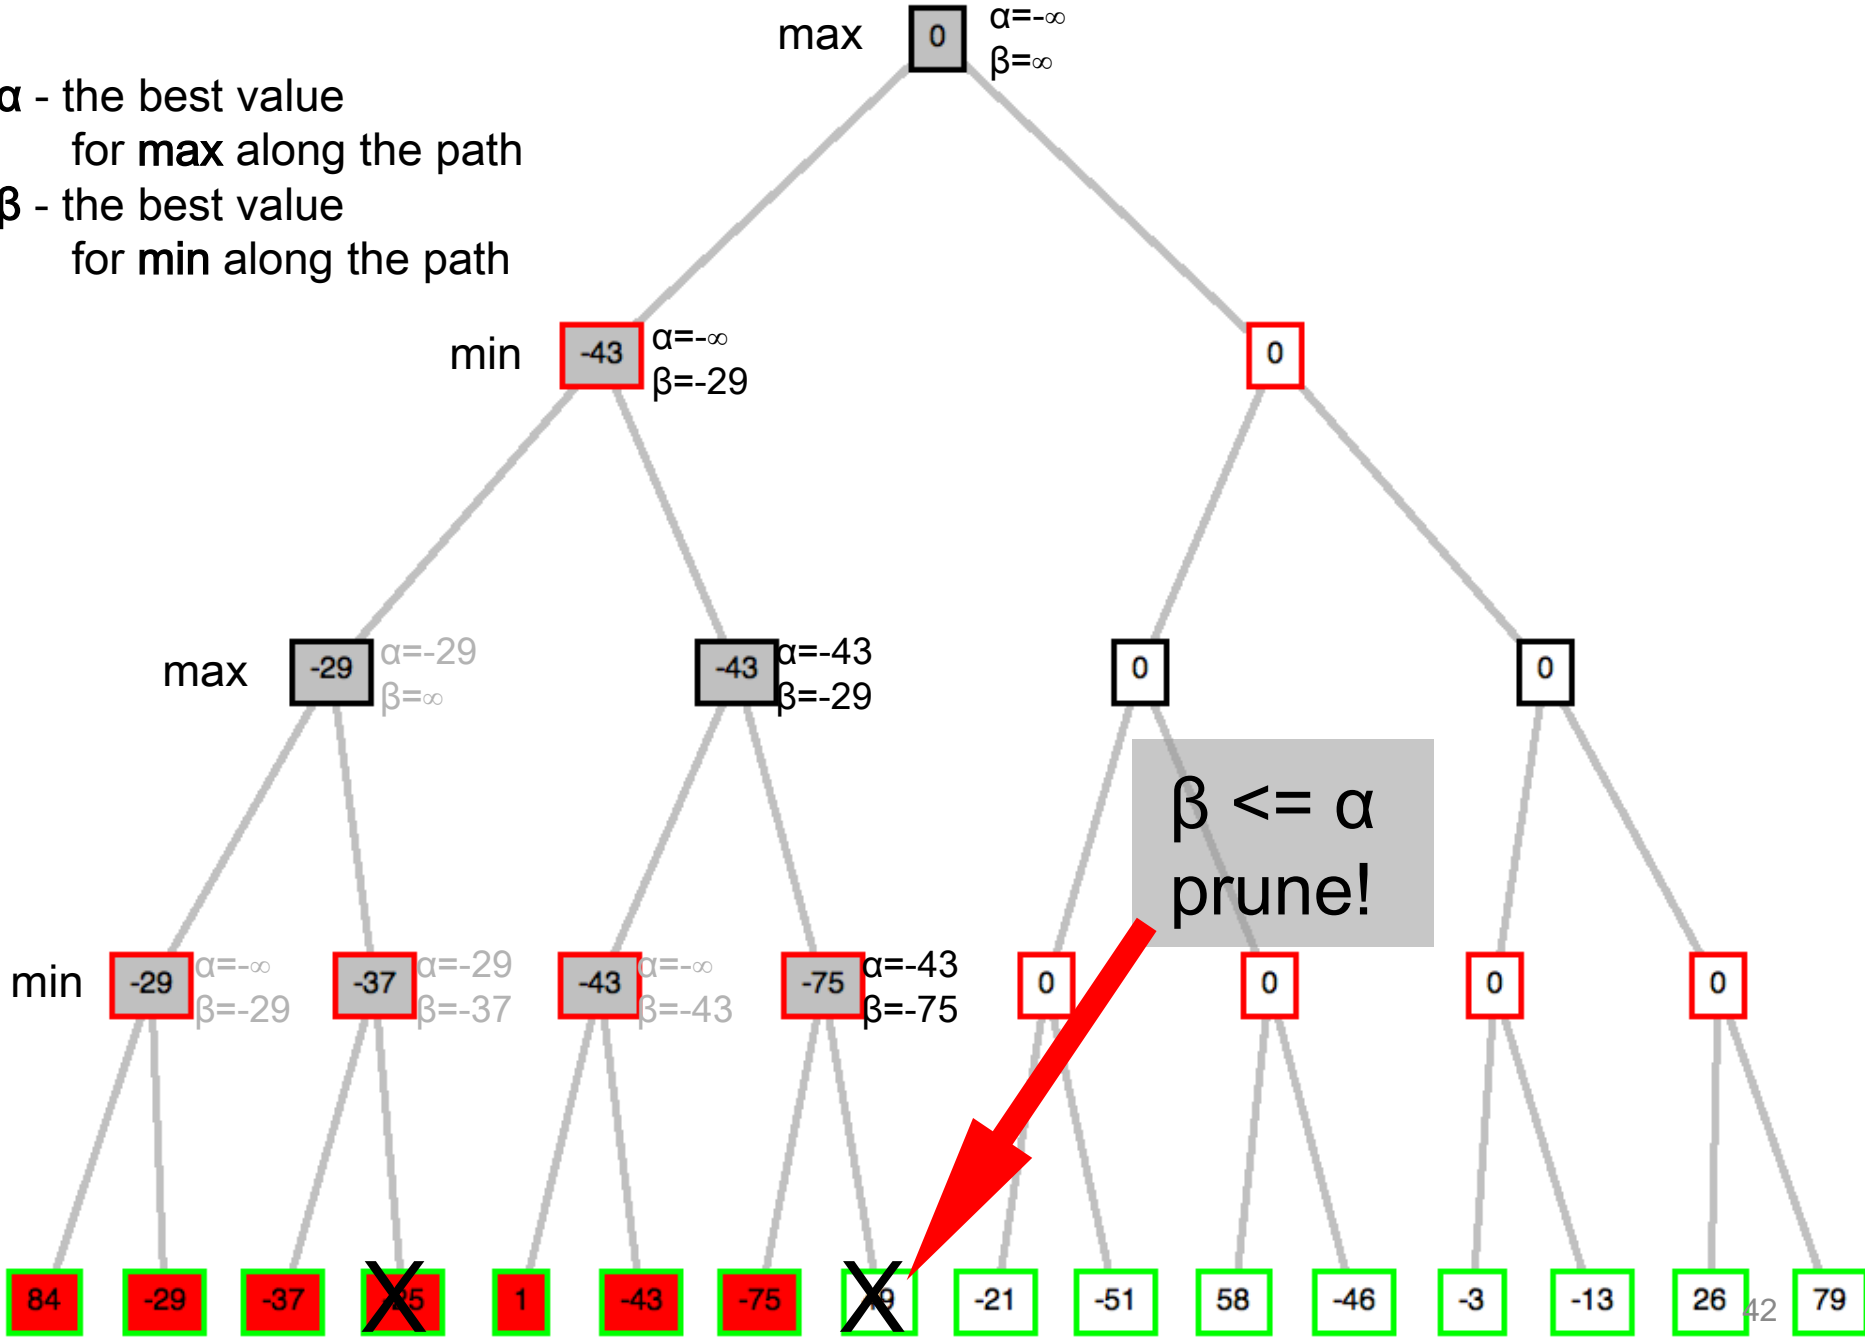 max
0
α=-∞
β=∞
α - the best value
for max along the path
β - the best value
for min along the path
min
-43
α=-∞
β=-29
0
max
-29
α=-29
β=∞
-43
α=-43
β=-29
0
0
β <= α
prune!
min
-29
α=-∞
β=-29
-37
α=-29
β=-37
-43
α=-∞
β=-43
-75
α=-43
β=-75
0
0
0
0
84
-29
-37
X
1
-43
-75
X
-21
-51
58
-46
-3
-13
26
42
79